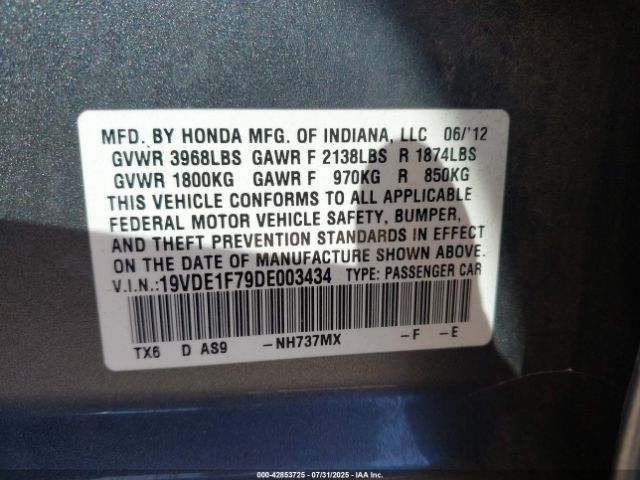 MFD. BY HONDA MFG. OF INDIANA, LLC 06/'12
GVWR 3968LBS GAWR F 2138LBS R 1874LBS
GVWR 1800KG GAWR F 970KG R 850KG
THIS VEHICLE CONFORMS TO ALL APPLICABLE
FEDERAL MOTOR VEHICLE SAFETY, BUMPER,
AND THEFT PREVENTION STANDARDS IN EFFECT
ON THE DATE OF MANUFACTURE SHOWN ABOVE.
V.I.N.:19VDE1F79DE003434 TYPE: PASSENGER CAR
TX6 D AS9 -NH737MX -F -E
000-42853725 - 07/31/2025 - IAA Inc.